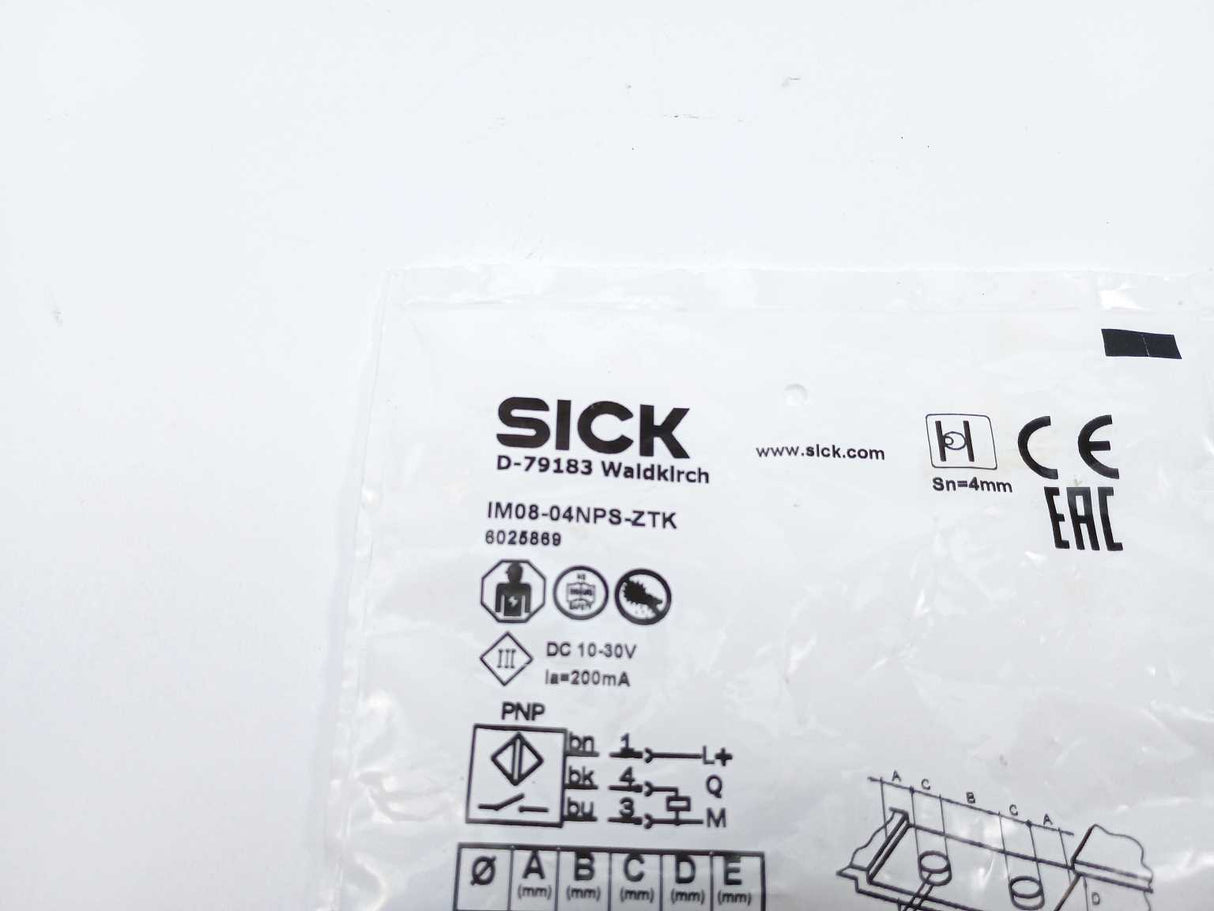 SICK
D-79183 Waldkirch
www.sick.com
Sn=4mm
CE
EAC
IM08-04NPS-ZTK
6025869
III
DC 10-30V
Ia=200mA
PNP
bn 1 L+
bk 4 Q
bu 3 M
Ø A B C D E
(mm) (mm) (mm) (mm) (mm)
A C B C A
D